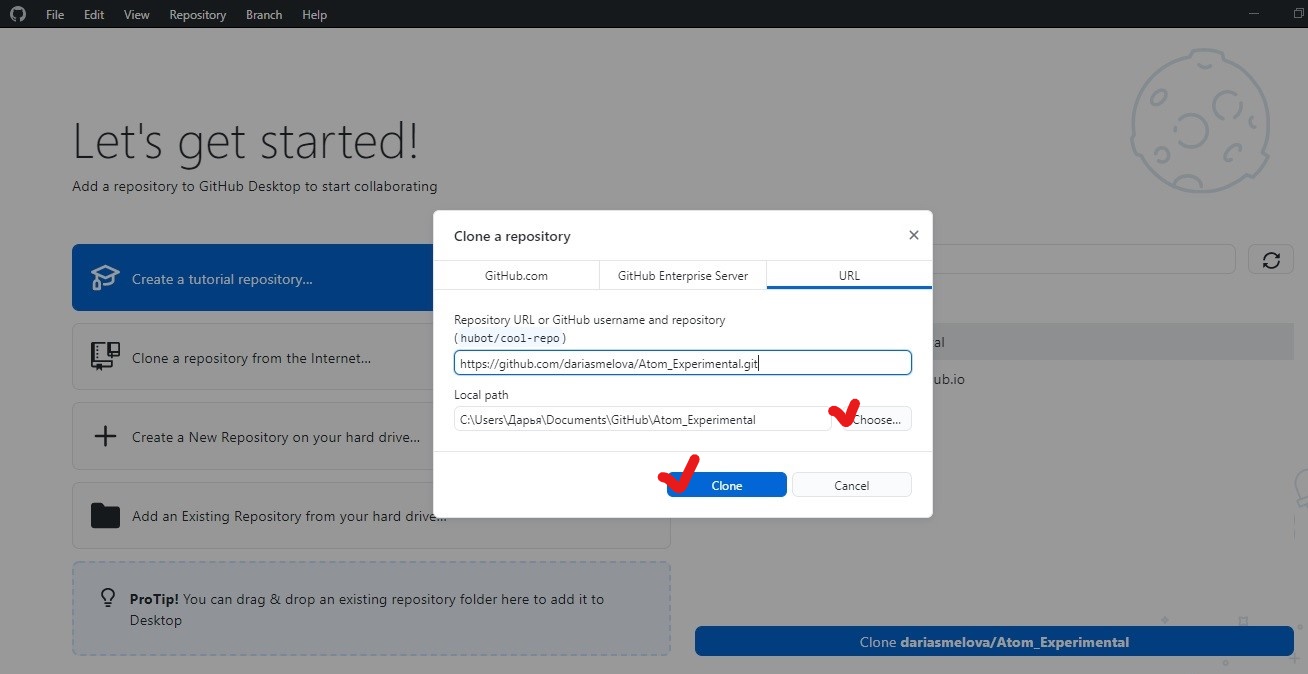 File Edit View Repository Branch Help
Let's get started!
Add a repository to GitHub Desktop to start collaborating
Create a tutorial repository...
Clone a repository from the Internet...
Create a New Repository on your hard drive...
Add an Existing Repository from your hard drive...
ProTip! You can drag & drop an existing repository folder here to add it to
Desktop
Clone a repository
GitHub.com GitHub Enterprise Server URL
Repository URL or GitHub username and repository
(hubot/cool-repo)
https://github.com/dariasmelova/Atom_Experimental.git
Local path
C:\Users\Дарья\Documents\GitHub\Atom_Experimental
Choose...
Clone Cancel
al
ub.io
Clone dariasmelova/Atom_Experimental